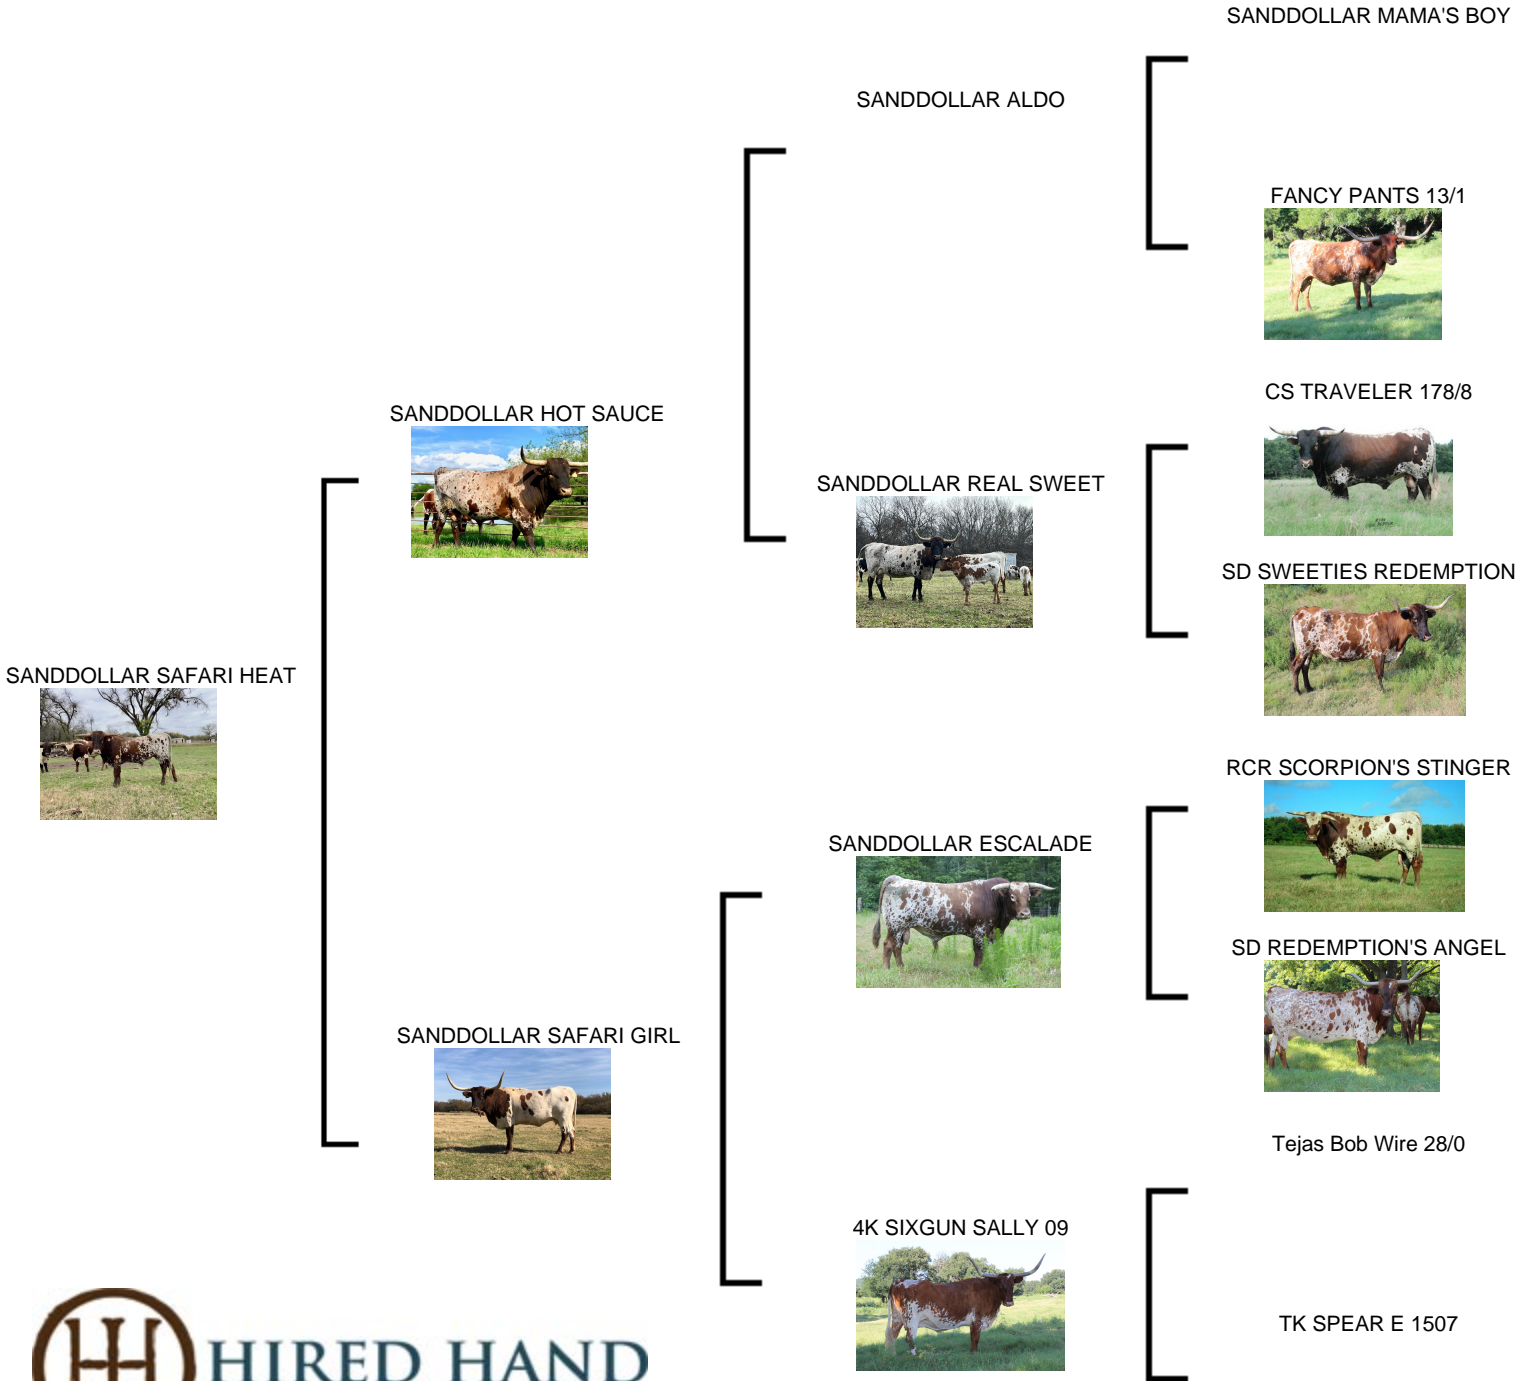 SANDDOLLAR MAMA'S BOY
SANDDOLLAR ALDO
FANCY PANTS 13/1
CS TRAVELER 178/8
SANDDOLLAR HOT SAUCE
SANDDOLLAR REAL SWEET
SD SWEETIES REDEMPTION
SANDDOLLAR SAFARI HEAT
RCR SCORPION'S STINGER
SANDDOLLAR ESCALADE
SD REDEMPTION'S ANGEL
SANDDOLLAR SAFARI GIRL
Tejas Bob Wire 28/0
4K SIXGUN SALLY 09
TK SPEAR E 1507
HIRED HAND